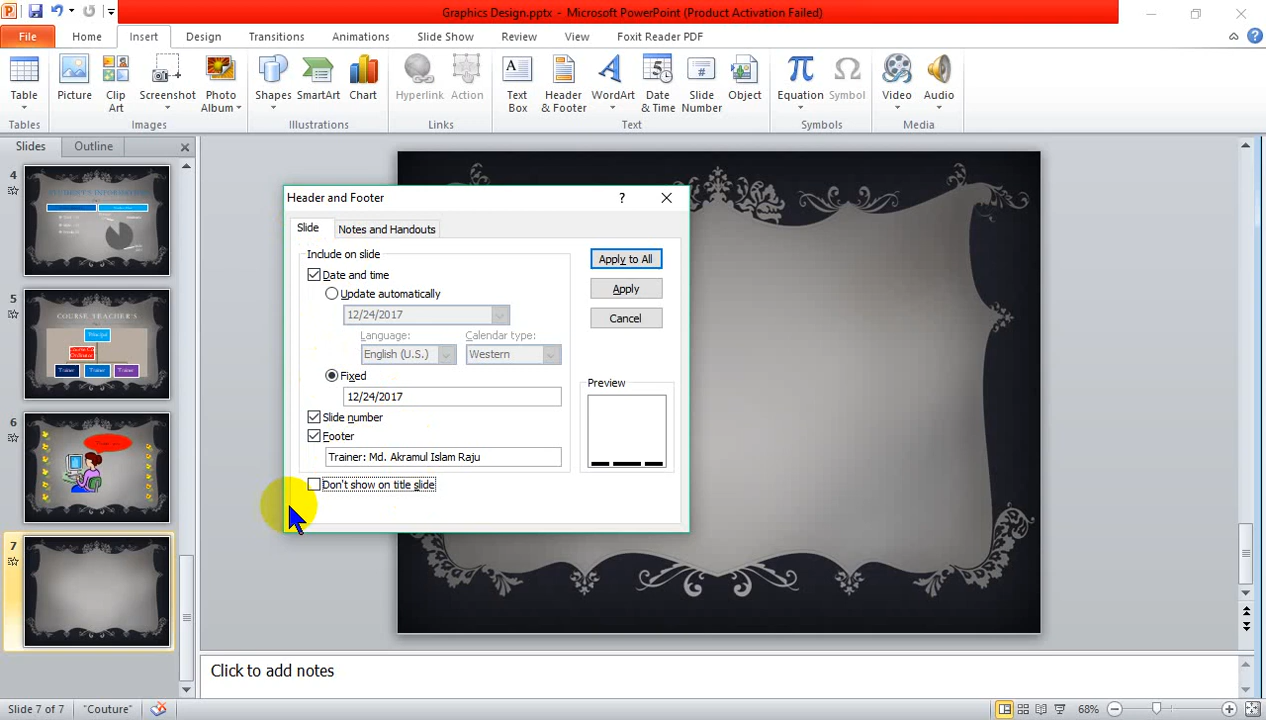 Graphics Design.pptx - Microsoft PowerPoint (Product Activation Failed)
File Home Insert Design Transitions Animations Slide Show Review View Foxit Reader PDF
Table Picture Clip Art Screenshot Photo Album Shapes SmartArt Chart Hyperlink Action Text Box Header & Footer WordArt Date & Time Slide Number Object Equation Symbol Video Audio
Tables Images Illustrations Links Text Symbols Media
Slides Outline
4
5
COURSE TEACHER'S
Principal
Trainer Trainer Trainer
6
7
Header and Footer ?
Slide Notes and Handouts
Include on slide
Date and time
Update automatically
12/24/2017
Language: Calendar type:
English (U.S.) Western
Fixed
12/24/2017
Slide number
Footer
Trainer: Md. Akramul Islam Raju
Don't show on title slide
Apply to All
Apply
Cancel
Preview
Click to add notes
Slide 7 of 7 "Couture" 68%